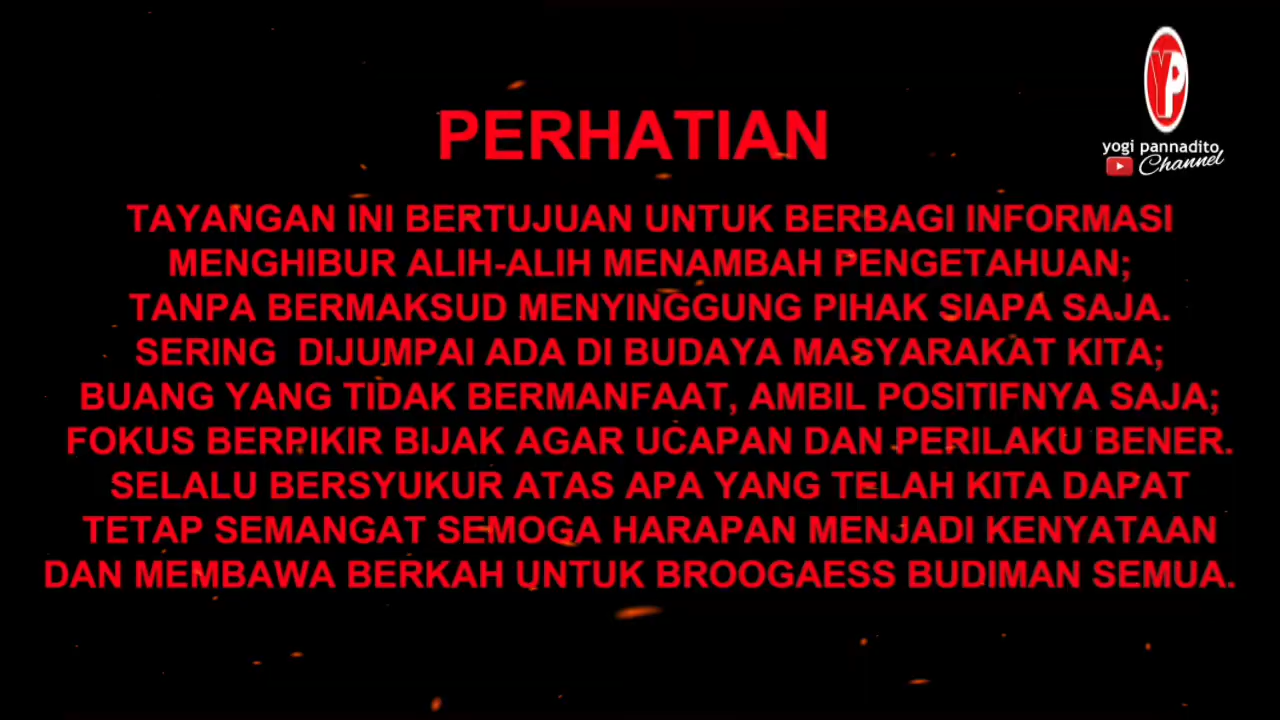 YP
yogi pannadito
Channel
PERHATIAN
TAYANGAN INI BERTUJUAN UNTUK BERBAGI INFORMASI
MENGHIBUR ALIH-ALIH MENAMBAH PENGETAHUAN;
TANPA BERMAKSUD MENYINGGUNG PIHAK SIAPA SAJA.
SERING DIJUMPAI ADA DI BUDAYA MASYARAKAT KITA;
BUANG YANG TIDAK BERMANFAAT, AMBIL POSITIFNYA SAJA;
FOKUS BERPIKIR BIJAK AGAR UCAPAN DAN PERILAKU BENER.
SELALU BERSYUKUR ATAS APA YANG TELAH KITA DAPAT
TETAP SEMANGAT SEMOGA HARAPAN MENJADI KENYATAAN
DAN MEMBAWA BERKAH UNTUK BROOGAESS BUDIMAN SEMUA.